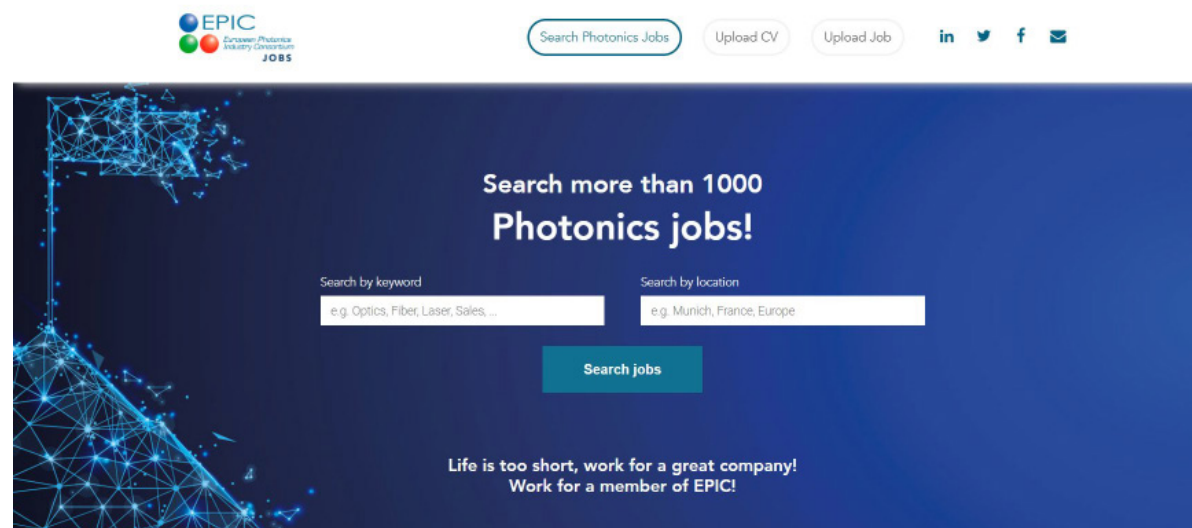 EPIC
European Photonics
Industry Consortium
JOBS
Search Photonics Jobs
Upload CV
Upload Job
Search more than 1000
Photonics jobs!
Search by keyword
Search by location
e.g. Optics, Fiber, Laser, Sales, ...
e.g. Munich, France, Europe
Search jobs
Life is too short, work for a great company!
Work for a member of EPIC!